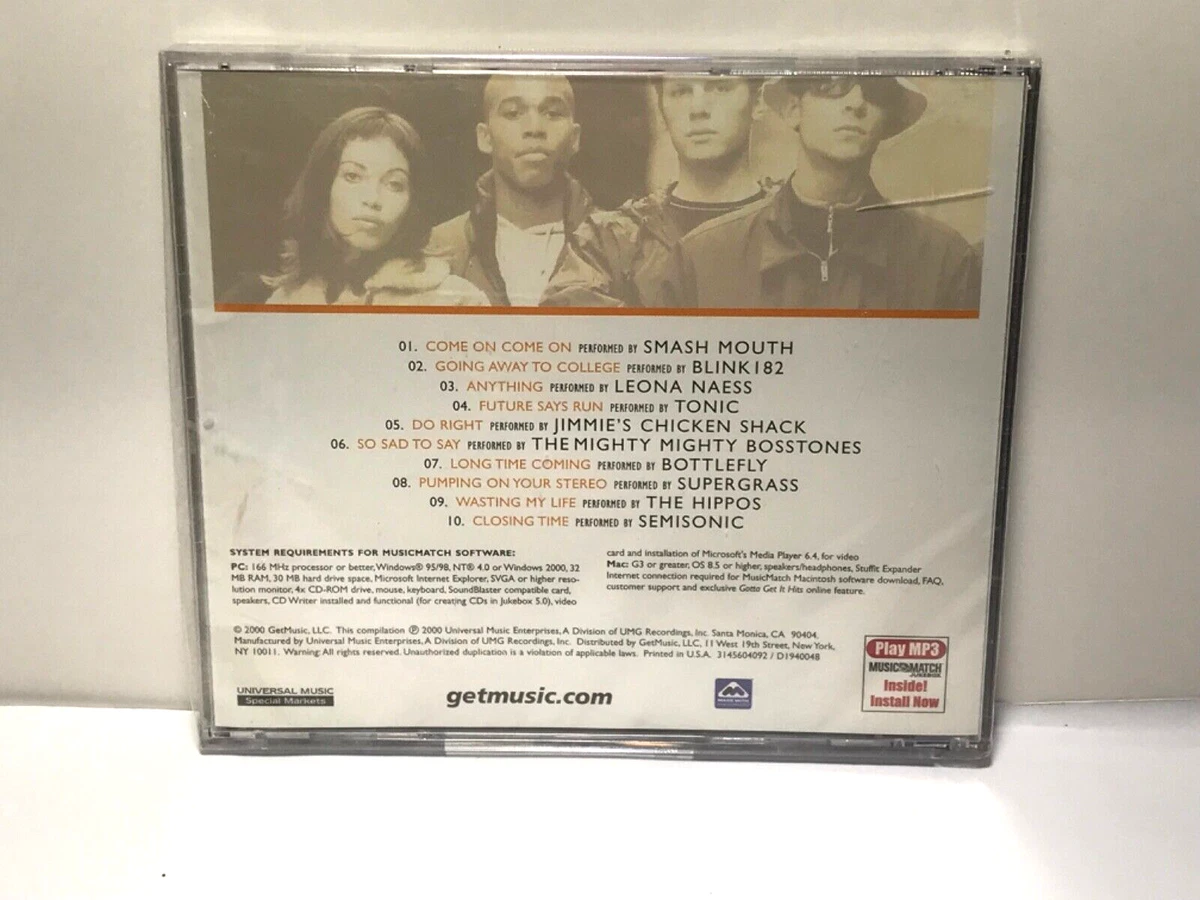 01. COME ON COME ON PERFORMED BY SMASH MOUTH
02. GOING AWAY TO COLLEGE PERFORMED BY BLINK182
03. ANYTHING PERFORMED BY LEONA NAESS
04. FUTURE SAYS RUN PERFORMED BY TONIC
05. DO RIGHT PERFORMED BY JIMMIE'S CHICKEN SHACK
06. SO SAD TO SAY PERFORMED BY THE MIGHTY MIGHTY BOSSTONES
07. LONG TIME COMING PERFORMED BY BOTTLEFLY
08. PUMPING ON YOUR STEREO PERFORMED BY SUPERGRASS
09. WASTING MY LIFE PERFORMED BY THE HIPPOS
10. CLOSING TIME PERFORMED BY SEMISONIC
SYSTEM REQUIREMENTS FOR MUSICMATCH SOFTWARE:
PC: 166 MHz processor or better, Windows® 95/98, NT® 4.0 or Windows 2000, 32
MB RAM, 30 MB hard drive space, Microsoft Internet Explorer, SVGA or higher reso-
lution monitor, 4x CD-ROM drive, mouse, keyboard, SoundBlaster compatible card,
speakers, CD Writer installed and functional (for creating CDs in Jukebox 5.0), video
card and installation of Microsoft's Media Player 6.4, for video
Mac: G3 or greater, OS 8.5 or higher, speakers/headphones, Stuffit Expander
Internet connection required for MusicMatch Macintosh software download, FAQ,
customer support and exclusive Gotta Get It Hits online feature.
© 2000 GetMusic, LLC. This compilation ℗ 2000 Universal Music Enterprises, A Division of UMG Recordings, Inc. Santa Monica, CA 90404.
Manufactured by Universal Music Enterprises, A Division of UMG Recordings, Inc. Distributed by GetMusic, LLC, 11 West 19th Street, New York,
NY 10011. Warning: All rights reserved. Unauthorized duplication is a violation of applicable laws. Printed in U.S.A. 3145604092 / D1940048
UNIVERSAL MUSIC
Special Markets
getmusic.com
Play MP3
MUSICMATCH
JUKEBOX
Inside!
Install Now